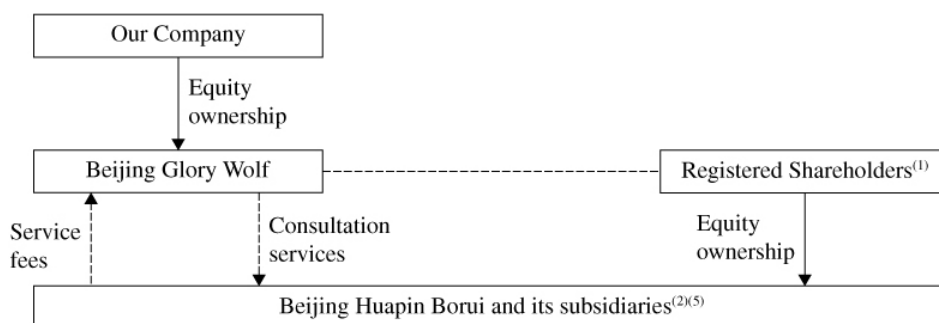 Our Company
Equity
ownership
Beijing Glory Wolf
Registered Shareholders(1)
Service
fees
Consultation
services
Equity
ownership
Beijing Huapin Borui and its subsidiaries(2)(5)